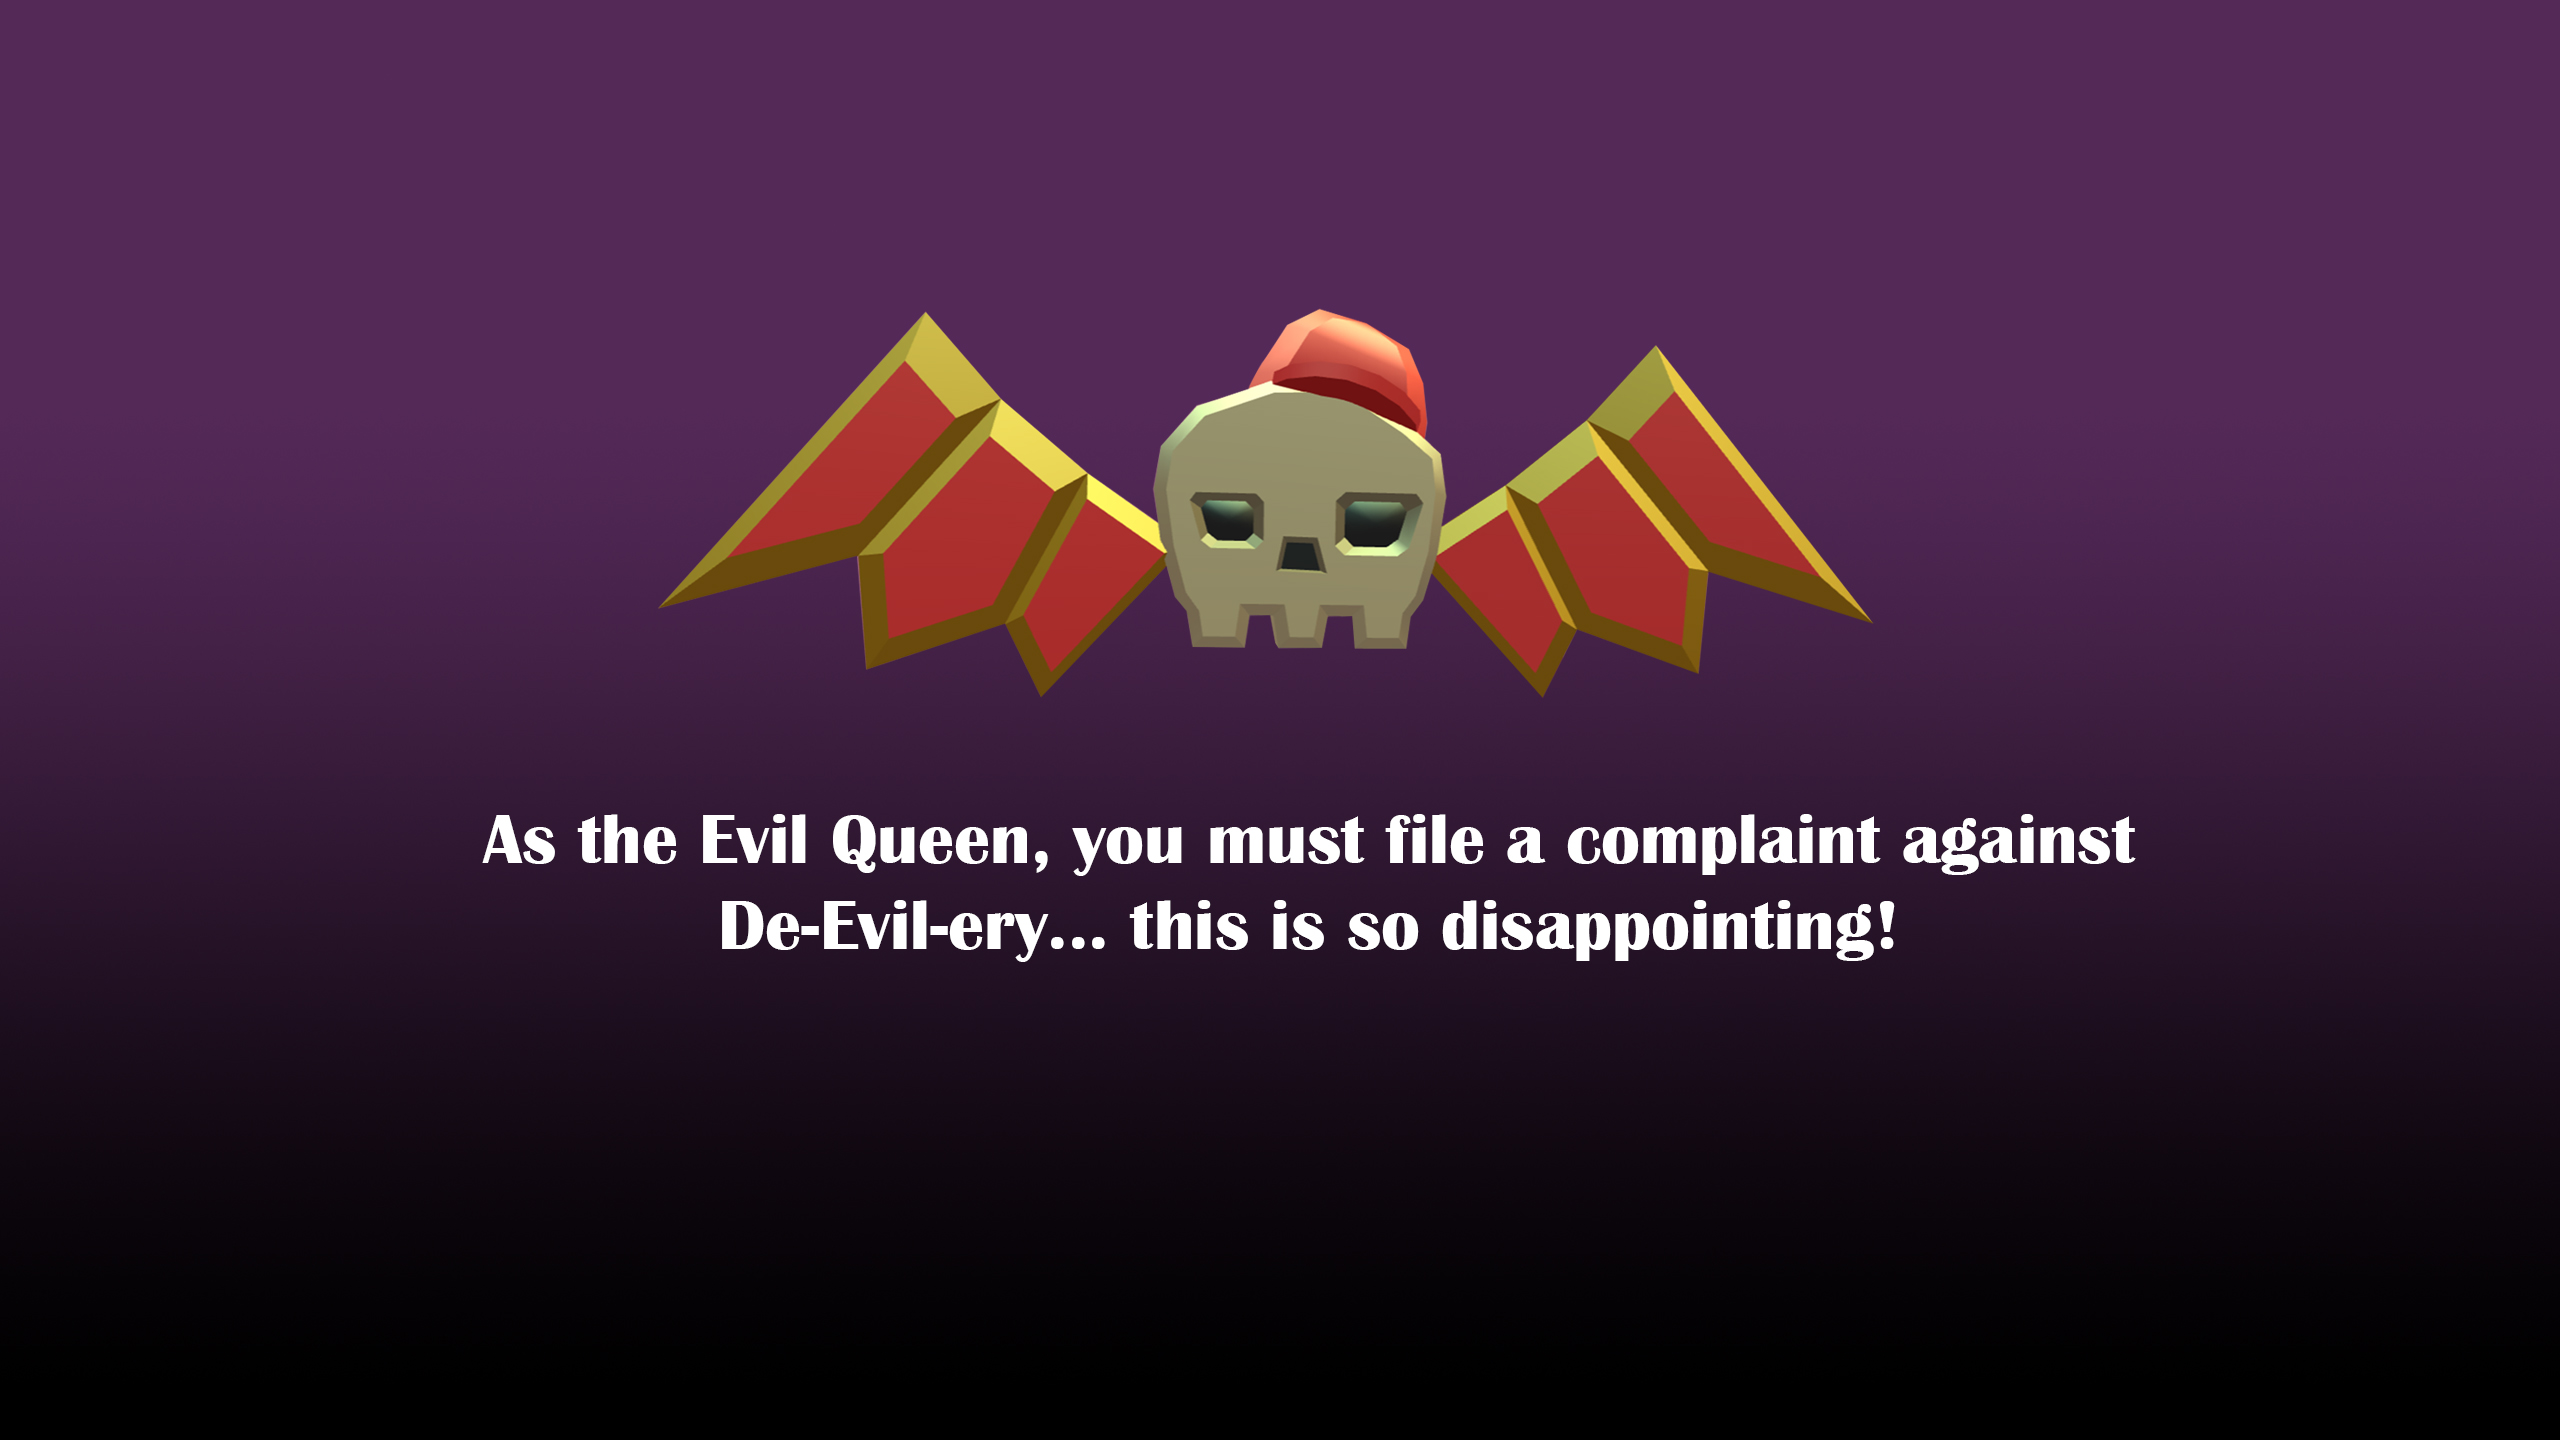 As the Evil Queen, you must file a complaint against
De-Evil-ery... this is so disappointing!